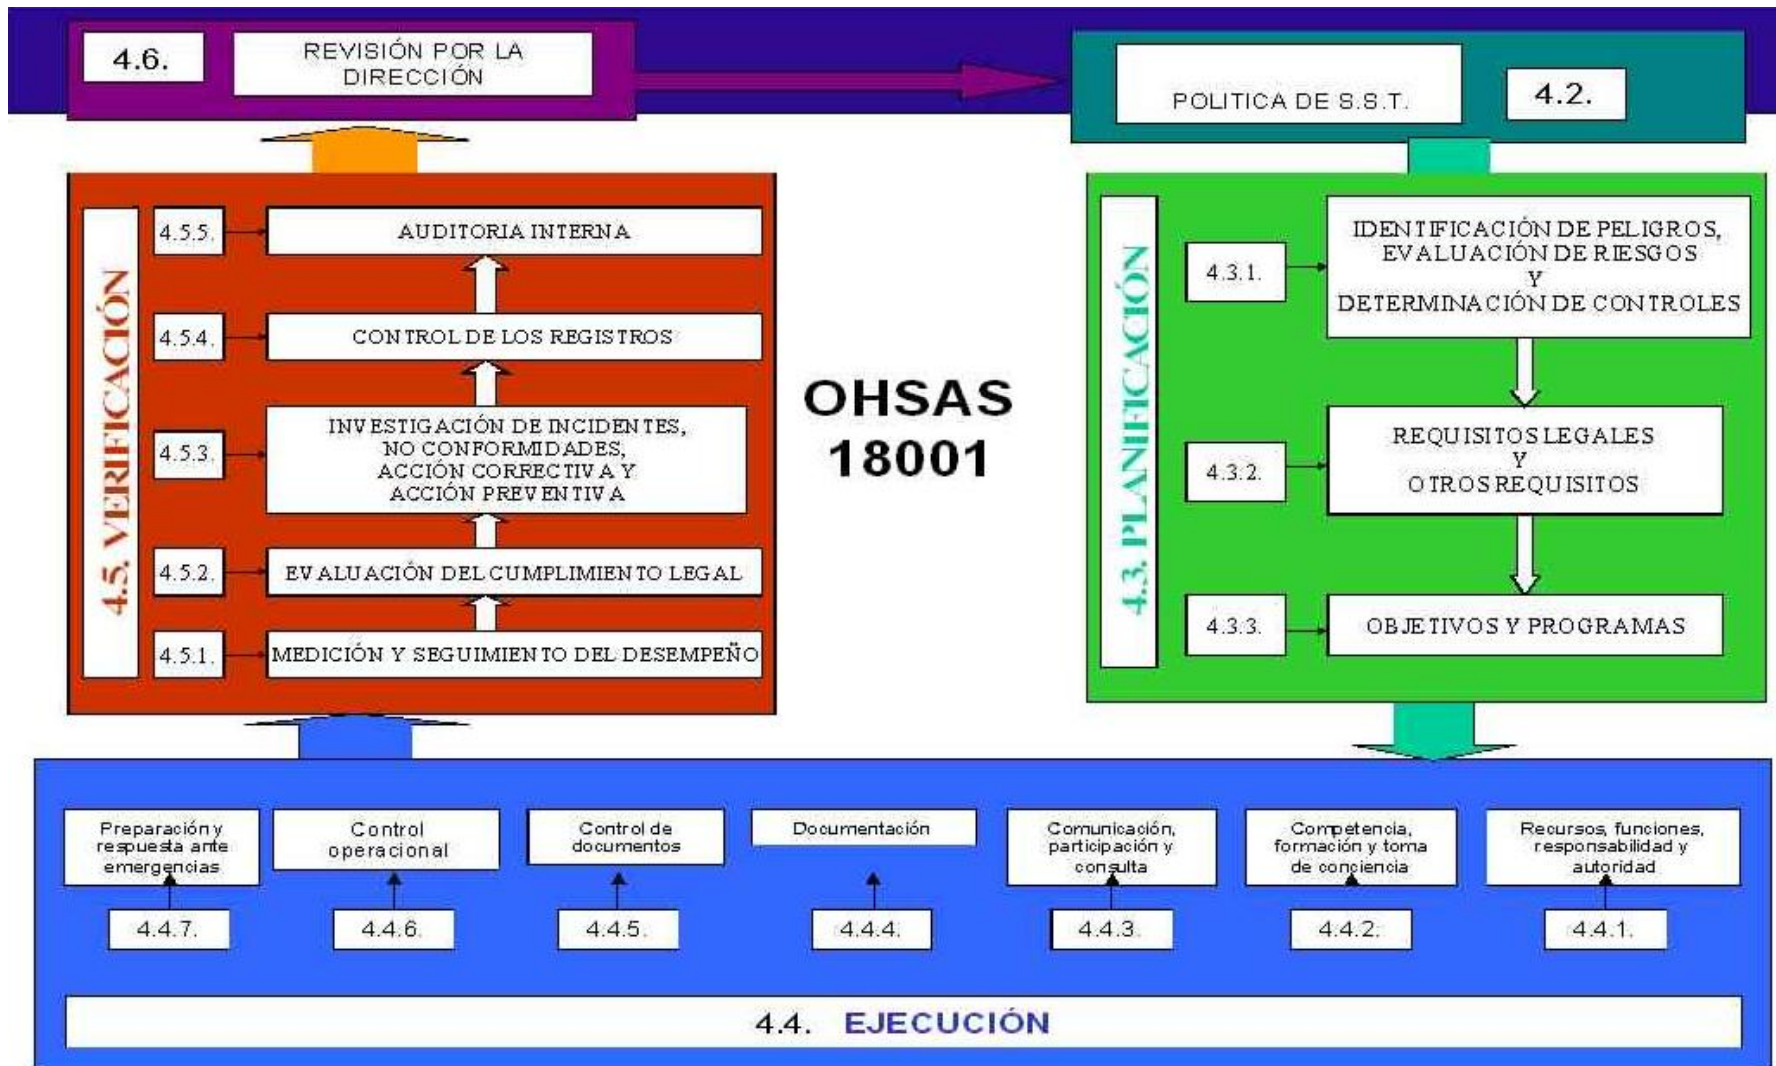 4.6.
REVISIÓN POR LA
DIRECCIÓN
POLITICA DE S.S.T.
4.2.
4.5. VERIFICACIÓN
4.5.5.
AUDITORIA INTERNA
4.5.4.
CONTROL DE LOS REGISTROS
4.5.3.
INVESTIGACIÓN DE INCIDENTES,
NO CONFORMIDADES,
ACCIÓN CORRECTIVA Y
ACCIÓN PREVENTIVA
4.5.2.
EVALUACIÓN DEL CUMPLIMIENTO LEGAL
4.5.1.
MEDICIÓN Y SEGUIMIENTO DEL DESEMPEÑO
OHSAS
18001
4.3. PLANIFICACIÓN
4.3.1.
IDENTIFICACIÓN DE PELIGROS,
EVALUACIÓN DE RIESGOS
Y
DETERMINACIÓN DE CONTROLES
4.3.2.
REQUISITOS LEGALES
Y
OTROS REQUISITOS
4.3.3.
OBJETIVOS Y PROGRAMAS
Preparación y
respuesta ante
emergencias
4.4.7.
Control
operacional
4.4.6.
Control de
documentos
4.4.5.
Documentación
4.4.4.
Comunicación,
participación y
consulta
4.4.3.
Competencia,
formación y toma
de conciencia
4.4.2.
Recursos, funciones,
responsabilidad y
autoridad
4.4.1.
4.4. EJECUCIÓN